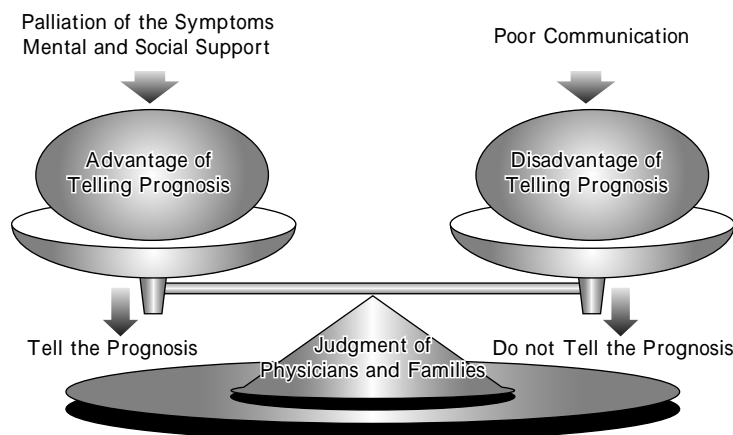 Palliation of the Symptoms
Mental and Social Support
Poor Communication
Advantage of
Telling Prognosis
Disadvantage of
Telling Prognosis
Tell the Prognosis
Judgment of
Physicians and Families
Do not Tell the Prognosis